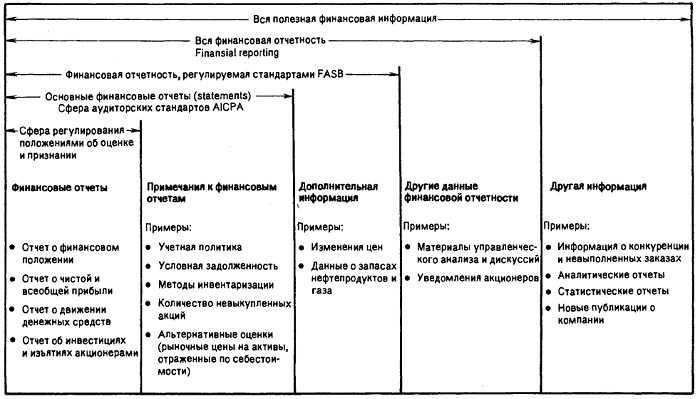 Вся полезная финансовая информация
Вся финансовая отчетность
Finansial reporting
Финансовая отчетность, регулируемая стандартами FASB
Основные финансовые отчеты (statements)
Сфера аудиторских стандартов AICPA
Сфера регулирования
положениями об оценке
и признании
Финансовые отчеты
● Отчет о финансовом
положении
● Отчет о чистой и
всеобщей прибыли
● Отчет о движении
денежных средств
● Отчет об инвестициях
и изъятиях акционерами
Примечания к финансовым
отчетам
Примеры:
● Учетная политика
● Условная задолженность
● Методы инвентаризации
● Количество невыкупленных
акций
● Альтернативные оценки
(рыночные цены на активы,
отраженные по себестои-
мости)
Дополнительная
информация
Примеры:
● Изменения цен
● Данные о запасах
нефтепродуктов и
газа
Другие данные
финансовой отчетности
Примеры:
● Материалы управленчес-
кого анализа и дискуссий
● Уведомления акционеров
Другая информация
Примеры:
● Информация о конкуренции
и невыполненных заказах
● Аналитические отчеты
● Статистические отчеты
● Новые публикации о
компании